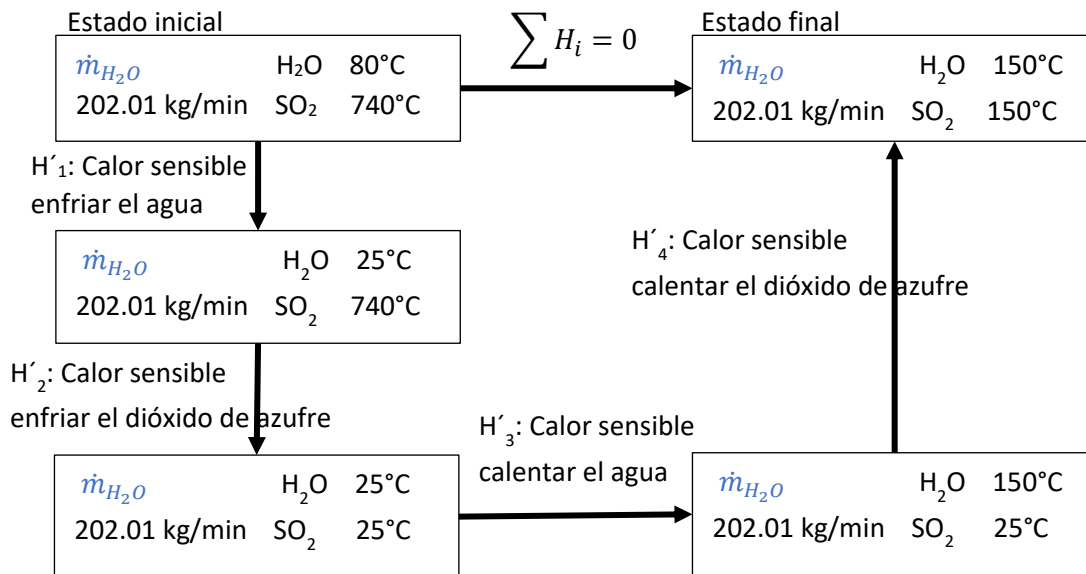 Estado inicial
ṁ_{H₂O} H₂O 80°C
202.01 kg/min SO₂ 740°C
∑ H_i = 0
Estado final
ṁ_{H₂O} H₂O 150°C
202.01 kg/min SO₂ 150°C
H´₁: Calor sensible
enfriar el agua
ṁ_{H₂O} H₂O 25°C
202.01 kg/min SO₂ 740°C
H´₄: Calor sensible
calentar el dióxido de azufre
H´₂: Calor sensible
enfriar el dióxido de azufre
H´₃: Calor sensible
calentar el agua
ṁ_{H₂O} H₂O 25°C
202.01 kg/min SO₂ 25°C
ṁ_{H₂O} H₂O 150°C
202.01 kg/min SO₂ 25°C